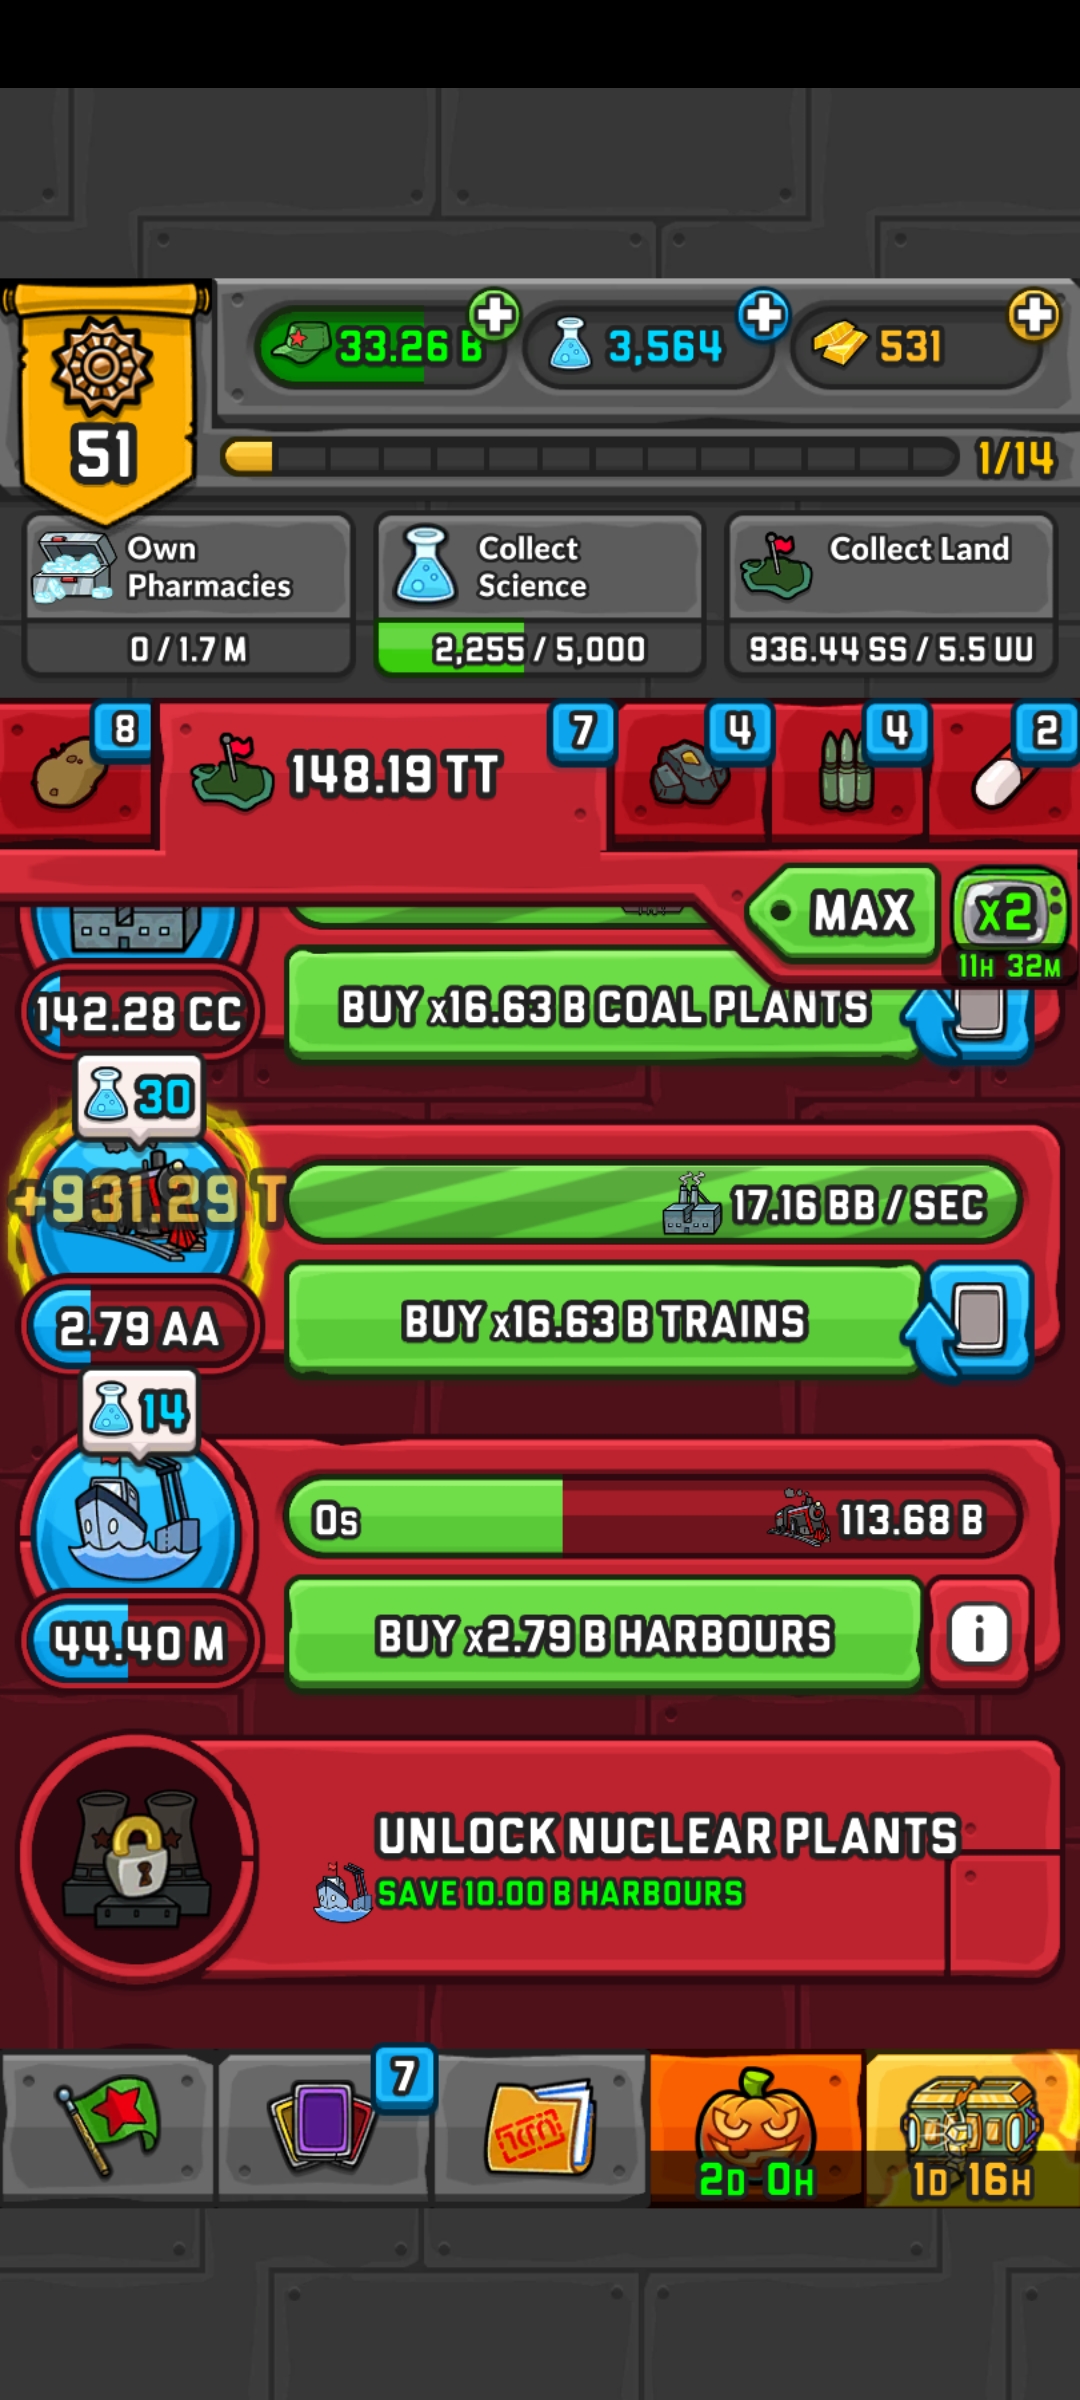 33.26 B
3,564
531
51
1/14
Own
Pharmacies
0 / 1.7 M
Collect
Science
2,255 / 5,000
Collect Land
936.44 SS / 5.5 UU
8
148.19 TT
7
4
4
2
MAX
x2
11H 32M
142.28 CC
BUY x16.63 B COAL PLANTS
30
+931.29 T
17.16 BB / SEC
2.79 AA
BUY x16.63 B TRAINS
14
0s
113.68 B
44.40 M
BUY x2.79 B HARBOURS
i
UNLOCK NUCLEAR PLANTS
SAVE 10.00 B HARBOURS
7
2D 0H
1D 16H